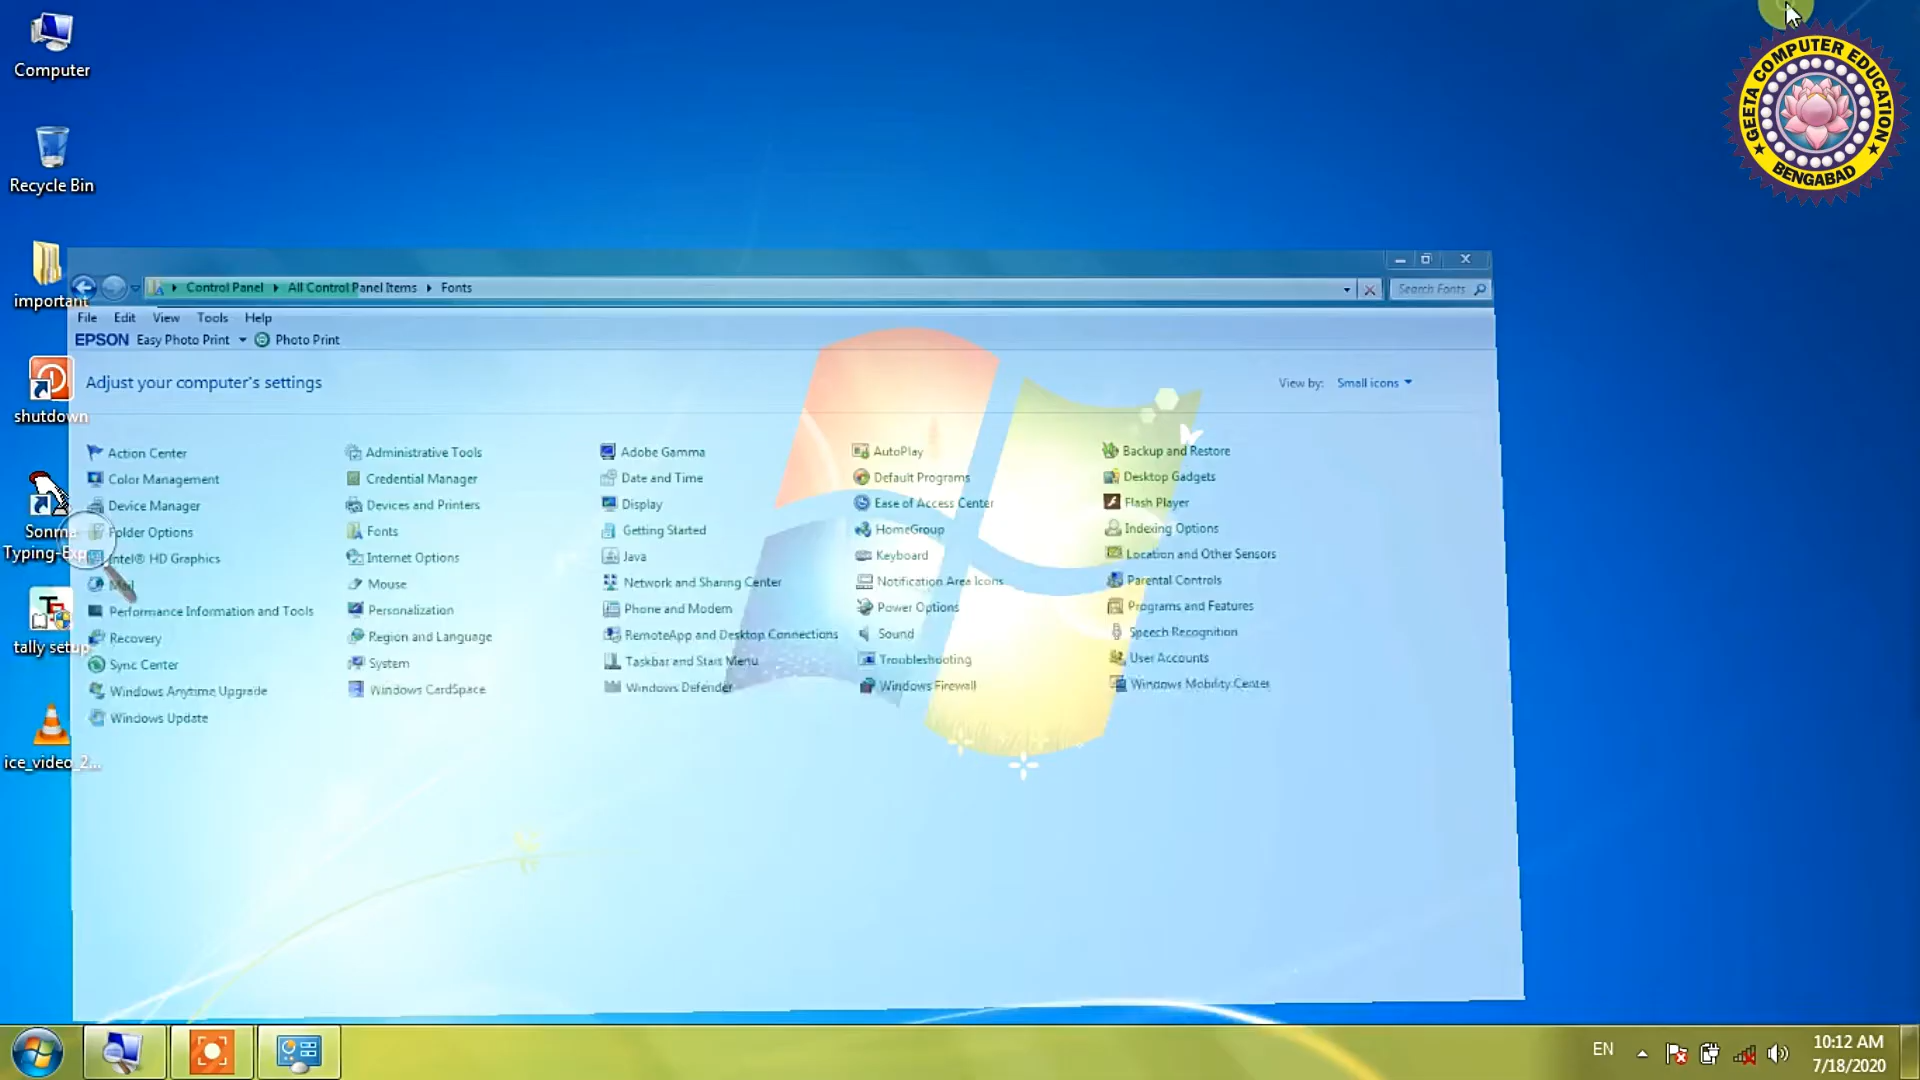 Computer
Recycle Bin
important
shutdown
Typing-Exp
tally setup
ice_video_2...
GEETA COMPUTER EDUCATION
BENGABAD
Control Panel All Control Panel Items Fonts
Search Fonts
File Edit View Tools Help
EPSON Easy Photo Print Photo Print
Adjust your computer's settings
View by: Small icons
Action Center Administrative Tools Adobe Gamma AutoPlay Backup and Restore
Color Management Credential Manager Date and Time Default Programs Desktop Gadgets
Device Manager Devices and Printers Display Ease of Access Center Flash Player
Folder Options Fonts Getting Started HomeGroup Indexing Options
Intel® HD Graphics Internet Options Java Keyboard Location and Other Sensors
Mail Mouse Network and Sharing Center Notification Area Icons Parental Controls
Performance Information and Tools Personalization Phone and Modem Power Options Programs and Features
Recovery Region and Language RemoteApp and Desktop Connections Sound Speech Recognition
Sync Center System Taskbar and Start Menu Troubleshooting User Accounts
Windows Anytime Upgrade Windows CardSpace Windows Defender Windows Firewall Windows Mobility Center
Windows Update
EN
10:12 AM
7/18/2020